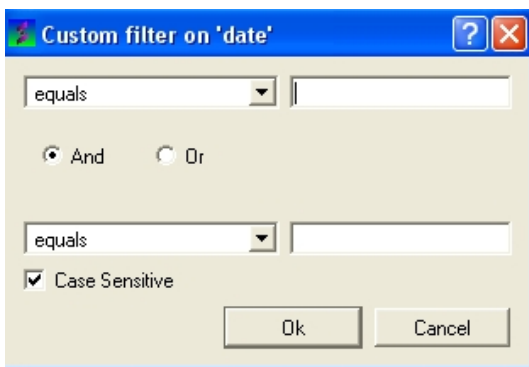 Custom filter on 'date'
equals
And Or
equals
Case Sensitive
Ok Cancel